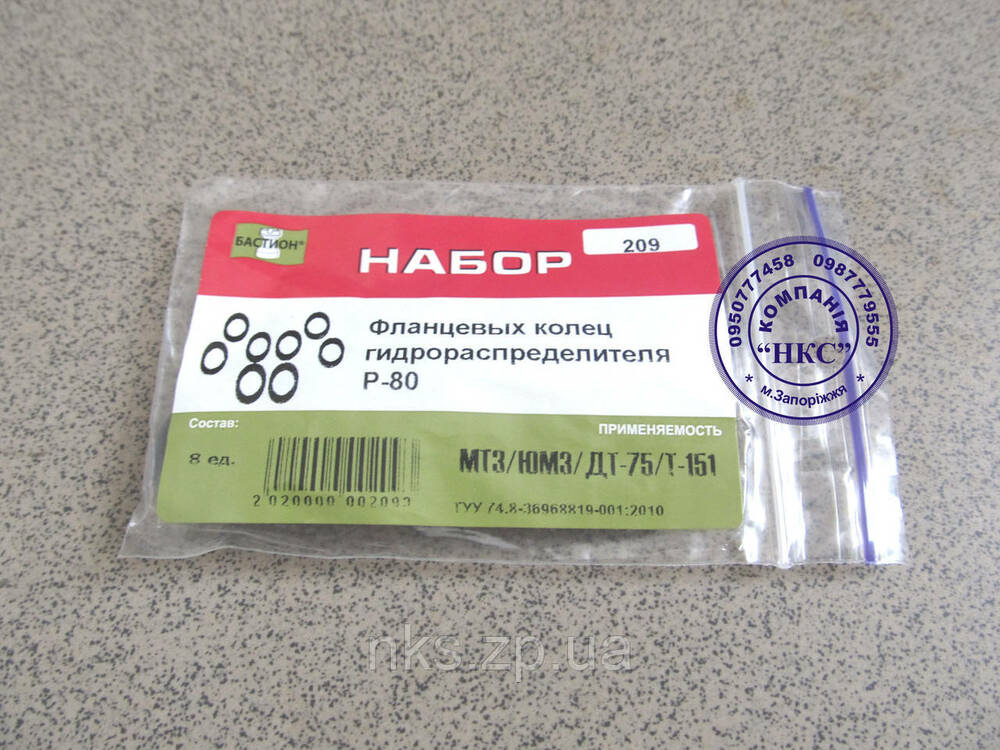 БАСТИОН®
НАБОР
209
Фланцевых колец
гидрораспределителя
Р-80
Состав:
ПРИМЕНЯЕМОСТЬ
8 ед.
МТЗ/ЮМЗ/ДТ-75/Т-151
2 020000 002093
ТУУ 74.8-36968819-001:2010
0950777458 0987779555
КОМПАНІЯ
“НКС”
м.Запоріжжя
nks.zp.ua